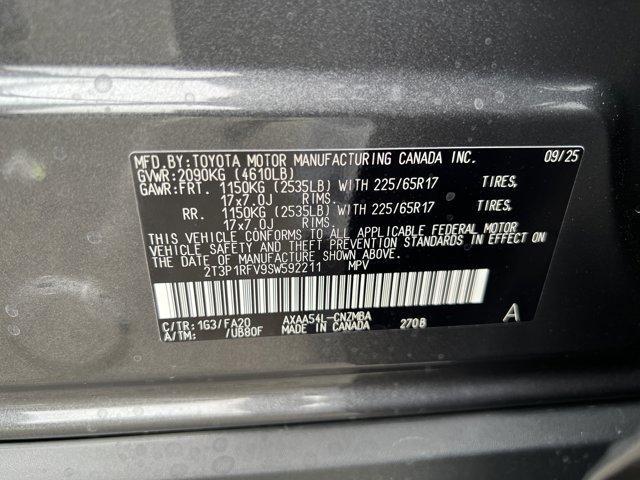 MFD.BY:TOYOTA MOTOR MANUFACTURING CANADA INC. 09/25
GVWR:2090KG (4610LB)
GAWR:FRT. 1150KG (2535LB) WITH 225/65R17 TIRES,
17x7.0J RIMS.
RR. 1150KG (2535LB) WITH 225/65R17 TIRES,
17x7.0J RIMS.
THIS VEHICLE CONFORMS TO ALL APPLICABLE FEDERAL MOTOR
VEHICLE SAFETY AND THEFT PREVENTION STANDARDS IN EFFECT ON
THE DATE OF MANUFACTURE SHOWN ABOVE.
2T3P1RFV9SW592211 MPV
C/TR:1G3/FA20 AXAA54L-CNZMBA 270B A
A/TM: /UB80F MADE IN CANADA